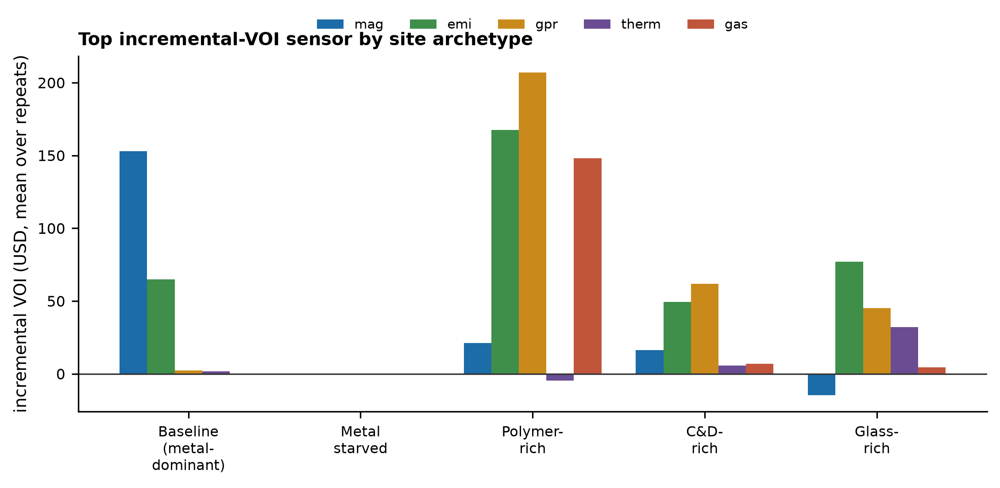 mag emi gpr therm gas
Top incremental-VOI sensor by site archetype
incremental VOI (USD, mean over repeats)
200
150
100
50
0
Baseline
(metal-
dominant)
Metal
starved
Polymer-
rich
C&D-
rich
Glass-
rich